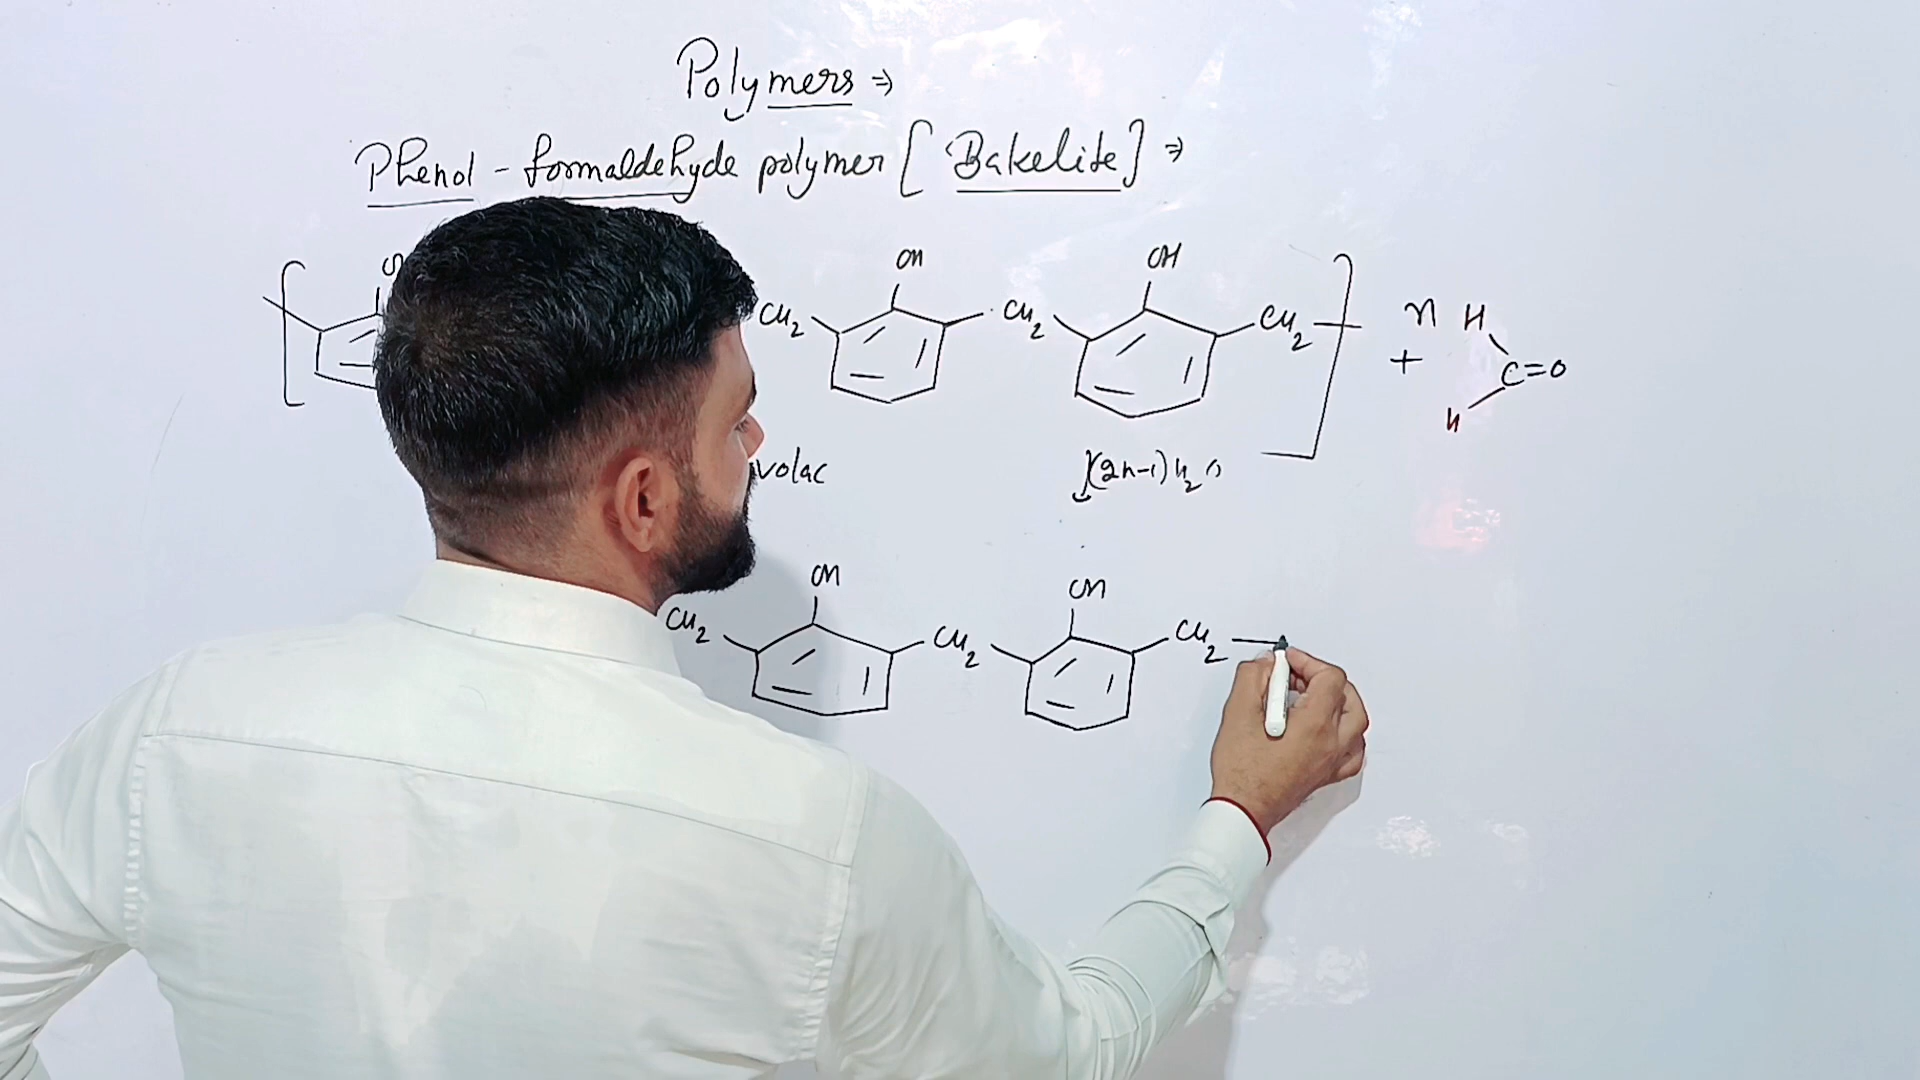 Polymers ⇒
Phenol - formaldehyde polymer [Bakelite] ⇒
OH OH
CH2 CH2 CH2 n H
+ C=O
H
volac ](2n-1)H2O
OH OH
CH2 CH2 CH2